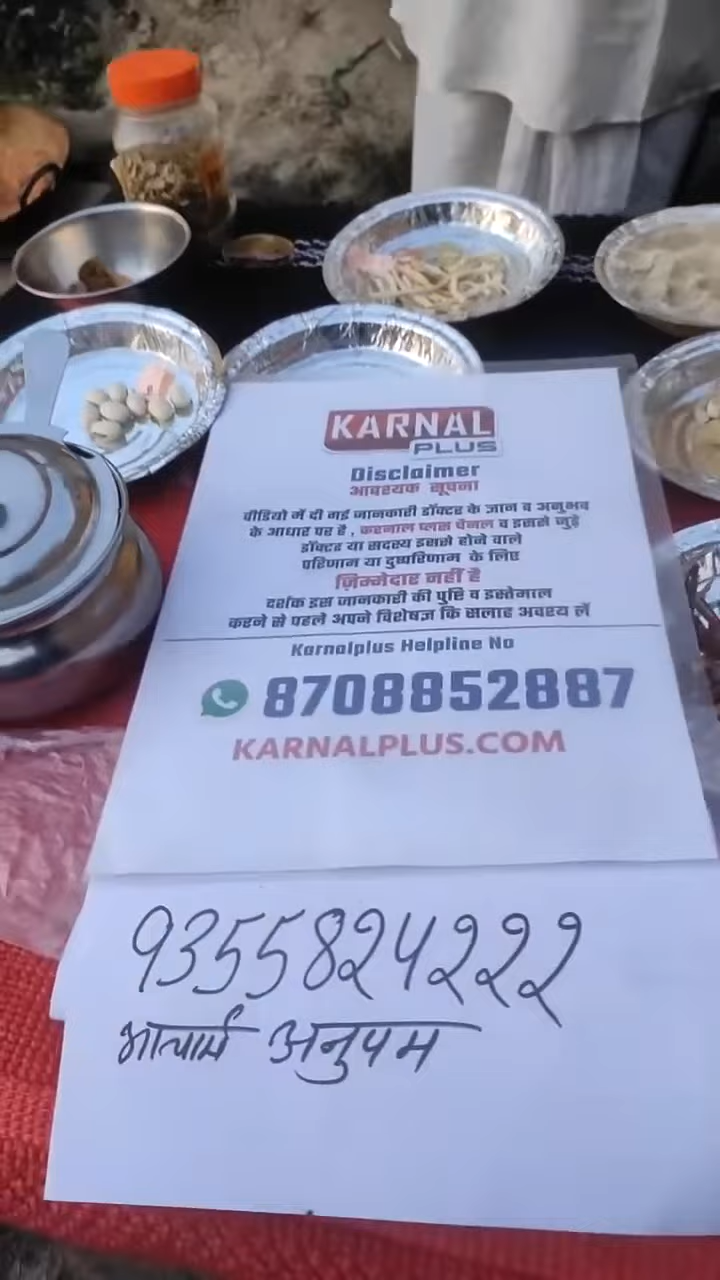 KARNAL
PLUS
Disclaimer
आवश्यक सूचना
वीडियो में दी गई जानकारी डॉक्टर के ज्ञान व अनुभव
के आधार पर है , करनाल प्लस चैनल व इससे जुड़े
डॉक्टर या सदस्य इससे होने वाले
परिणाम या दुष्परिणाम के लिए
ज़िम्मेदार नहीं है
दर्शक इस जानकारी की पुष्टि व इस्तेमाल
करने से पहले अपने विशेषज्ञ कि सलाह अवश्य लें
Karnalplus Helpline No
8708852887
KARNALPLUS.COM
9355824222
आचार्य अनुपम